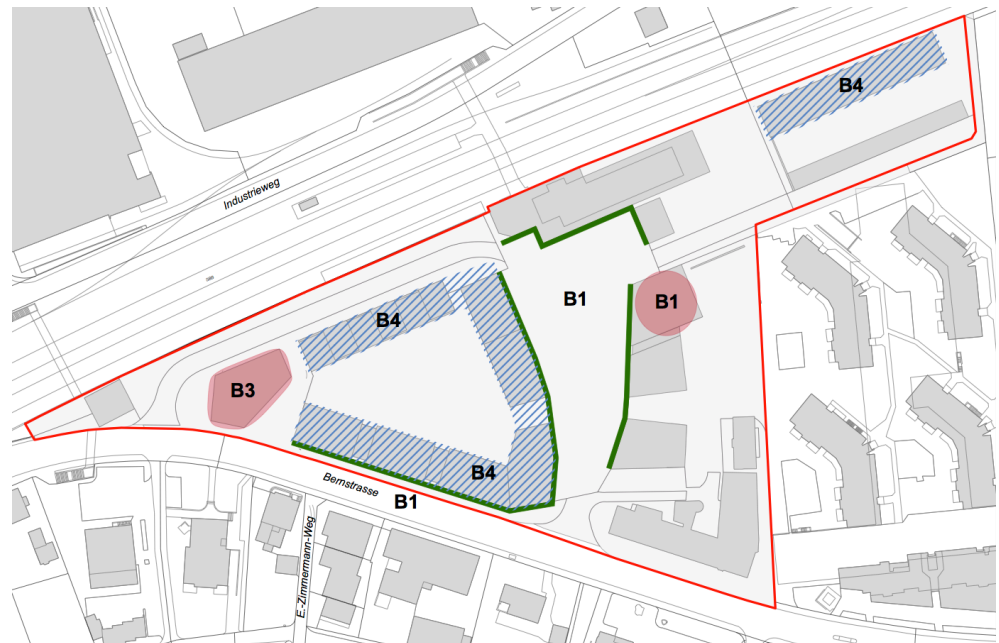 B4
Industrieweg
B1
B1
B4
B3
B4
Bernstrasse
B1
E.-Zimmermann-Weg